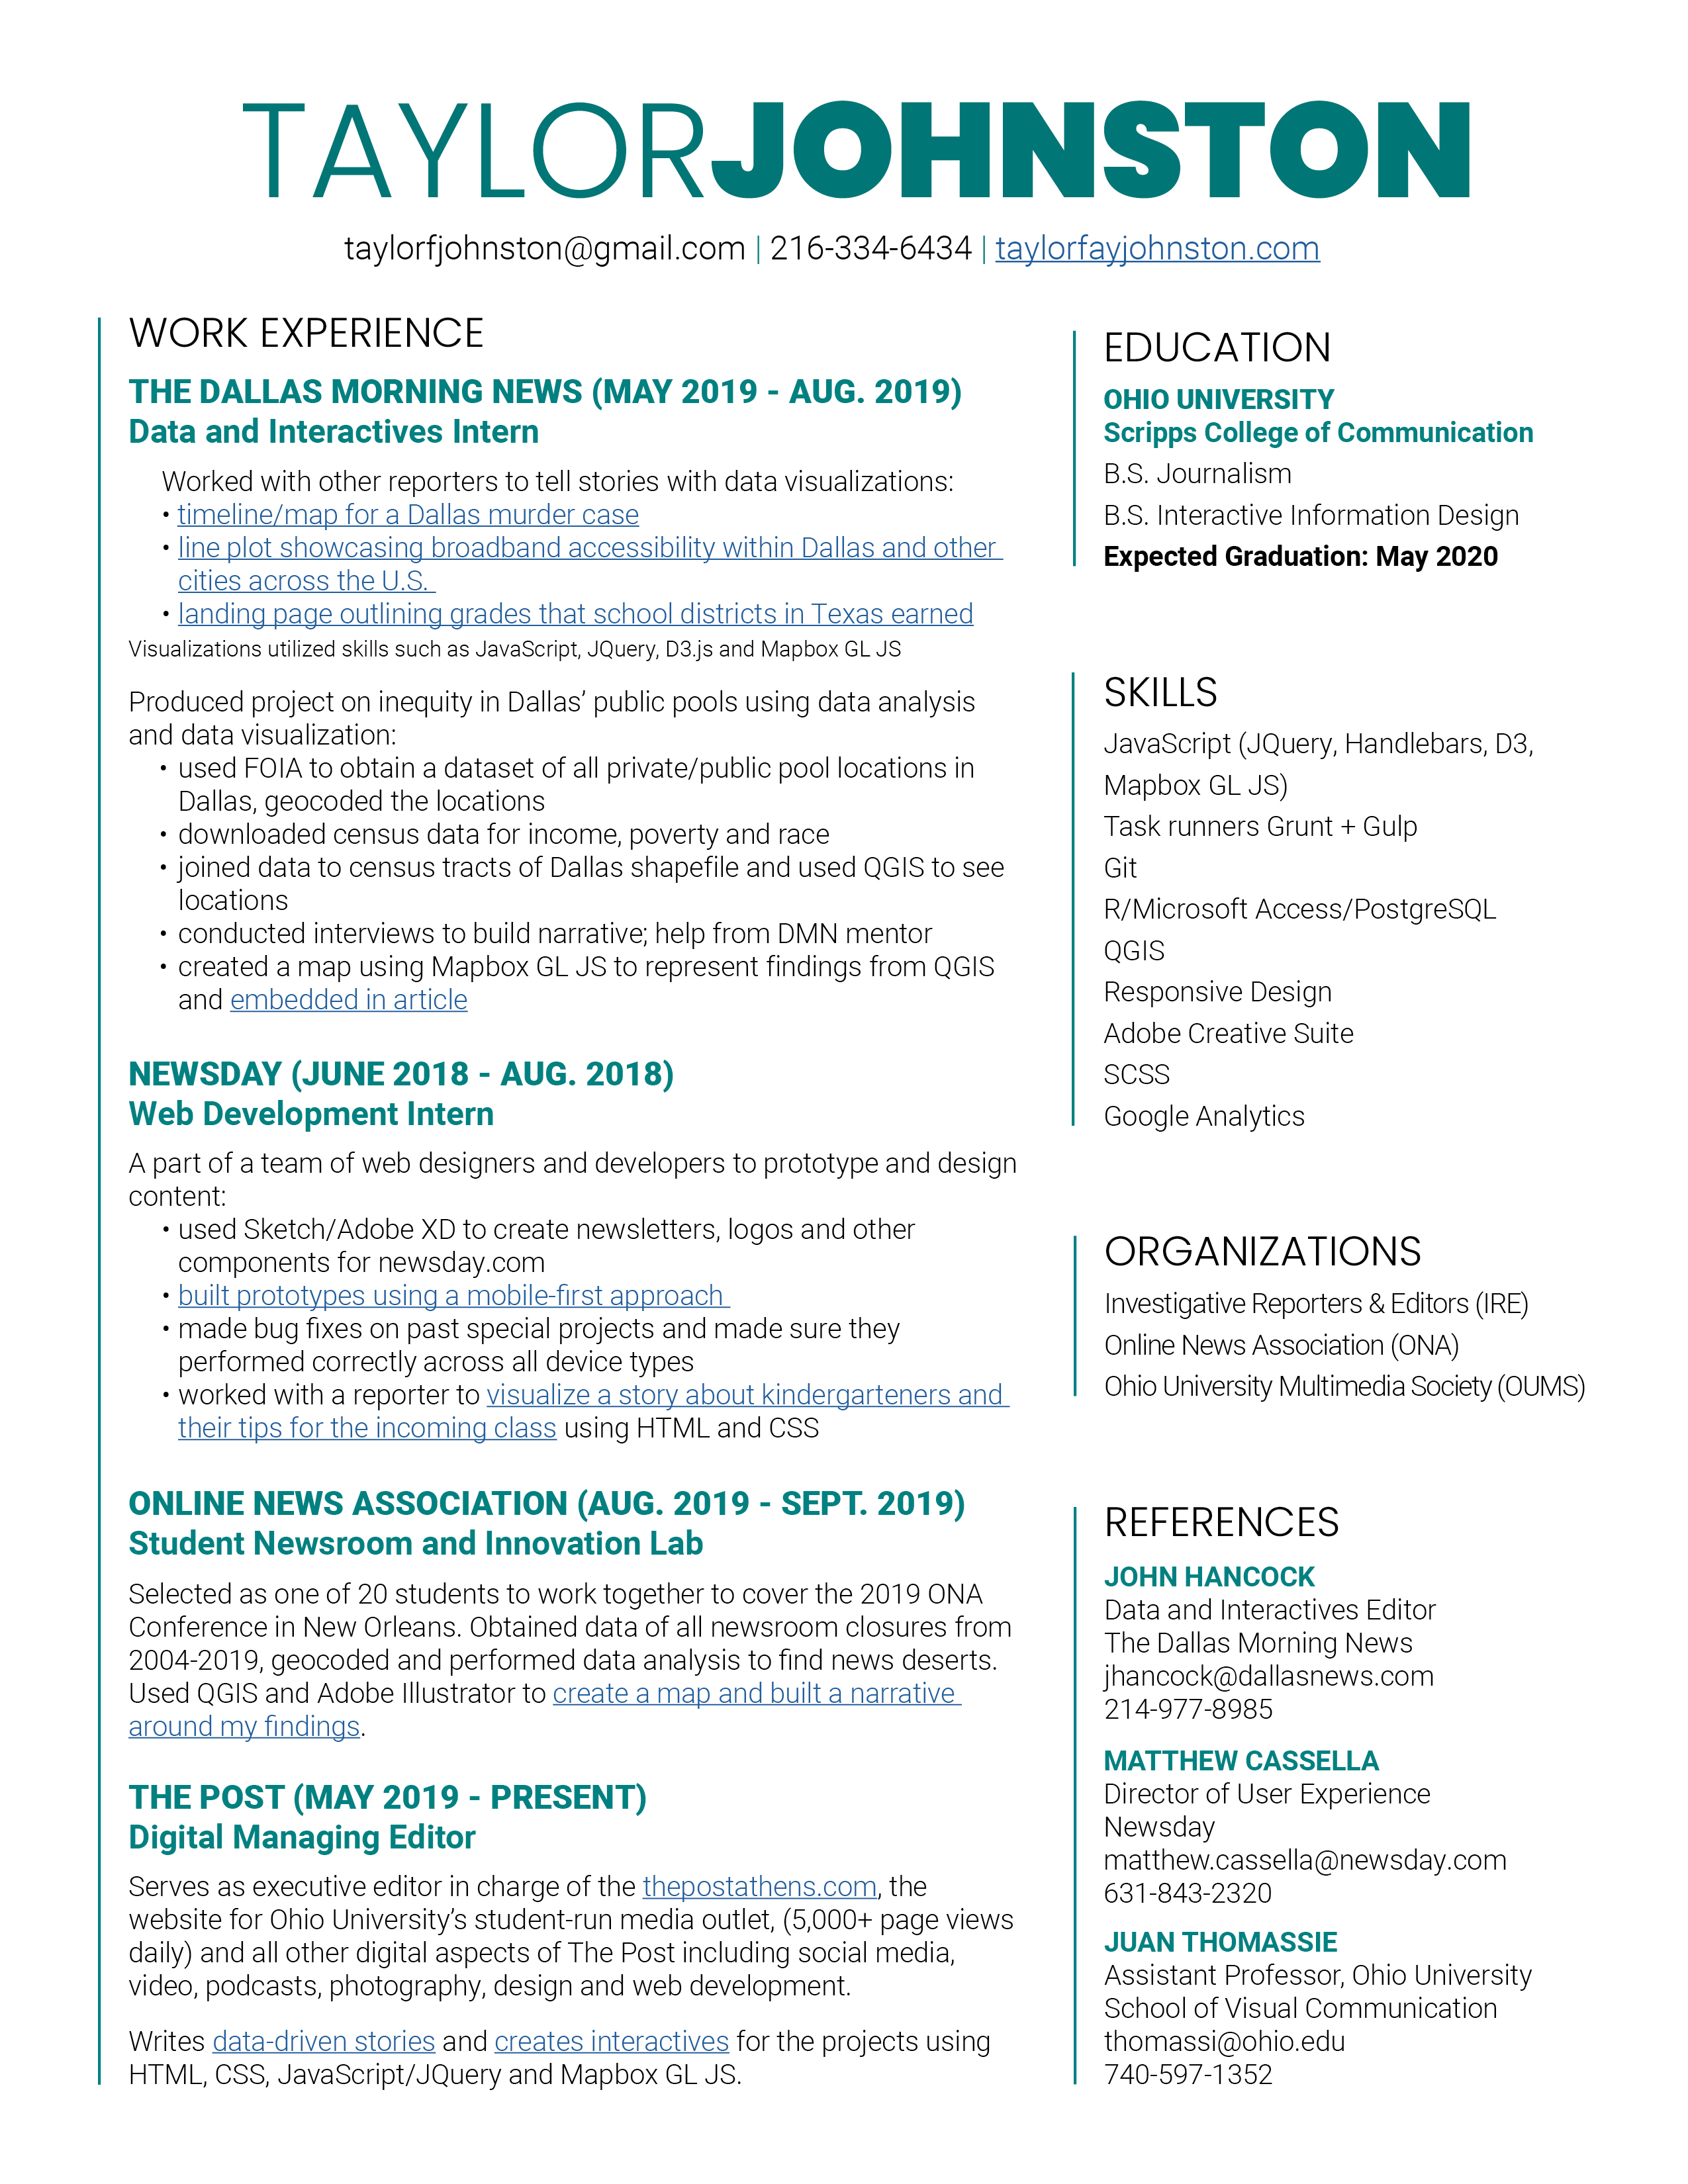 TAYLORJOHNSTON
taylorfjohnston@gmail.com | 216-334-6434 | taylorfayjohnston.com
WORK EXPERIENCE
THE DALLAS MORNING NEWS (MAY 2019 - AUG. 2019)
Data and Interactives Intern
Worked with other reporters to tell stories with data visualizations:
• timeline/map for a Dallas murder case
• line plot showcasing broadband accessibility within Dallas and other
cities across the U.S.
• landing page outlining grades that school districts in Texas earned
Visualizations utilized skills such as JavaScript, JQuery, D3.js and Mapbox GL JS
Produced project on inequity in Dallas’ public pools using data analysis
and data visualization:
• used FOIA to obtain a dataset of all private/public pool locations in
Dallas, geocoded the locations
• downloaded census data for income, poverty and race
• joined data to census tracts of Dallas shapefile and used QGIS to see
locations
• conducted interviews to build narrative; help from DMN mentor
• created a map using Mapbox GL JS to represent findings from QGIS
and embedded in article
NEWSDAY (JUNE 2018 - AUG. 2018)
Web Development Intern
A part of a team of web designers and developers to prototype and design
content:
• used Sketch/Adobe XD to create newsletters, logos and other
components for newsday.com
• built prototypes using a mobile-first approach
• made bug fixes on past special projects and made sure they
performed correctly across all device types
• worked with a reporter to visualize a story about kindergarteners and
their tips for the incoming class using HTML and CSS
ONLINE NEWS ASSOCIATION (AUG. 2019 - SEPT. 2019)
Student Newsroom and Innovation Lab
Selected as one of 20 students to work together to cover the 2019 ONA
Conference in New Orleans. Obtained data of all newsroom closures from
2004-2019, geocoded and performed data analysis to find news deserts.
Used QGIS and Adobe Illustrator to create a map and built a narrative
around my findings.
THE POST (MAY 2019 - PRESENT)
Digital Managing Editor
Serves as executive editor in charge of the thepostathens.com, the
website for Ohio University’s student-run media outlet, (5,000+ page views
daily) and all other digital aspects of The Post including social media,
video, podcasts, photography, design and web development.
Writes data-driven stories and creates interactives for the projects using
HTML, CSS, JavaScript/JQuery and Mapbox GL JS.
EDUCATION
OHIO UNIVERSITY
Scripps College of Communication
B.S. Journalism
B.S. Interactive Information Design
Expected Graduation: May 2020
SKILLS
JavaScript (JQuery, Handlebars, D3,
Mapbox GL JS)
Task runners Grunt + Gulp
Git
R/Microsoft Access/PostgreSQL
QGIS
Responsive Design
Adobe Creative Suite
SCSS
Google Analytics
ORGANIZATIONS
Investigative Reporters & Editors (IRE)
Online News Association (ONA)
Ohio University Multimedia Society (OUMS)
REFERENCES
JOHN HANCOCK
Data and Interactives Editor
The Dallas Morning News
jhancock@dallasnews.com
214-977-8985
MATTHEW CASSELLA
Director of User Experience
Newsday
matthew.cassella@newsday.com
631-843-2320
JUAN THOMASSIE
Assistant Professor, Ohio University
School of Visual Communication
thomassi@ohio.edu
740-597-1352